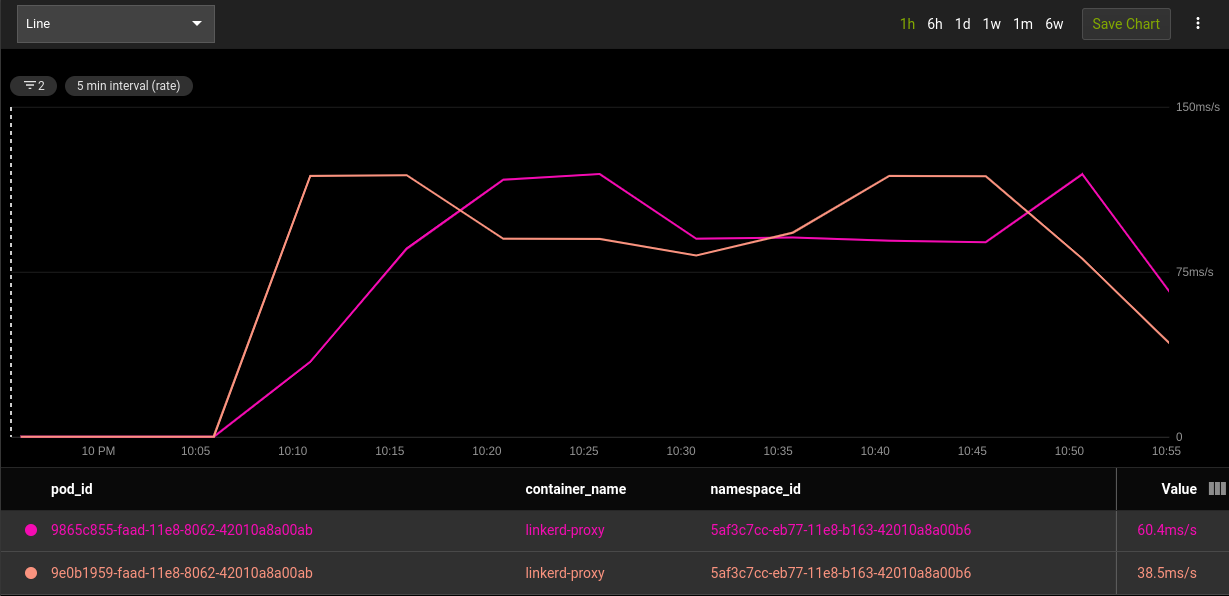 Line 1h 6h 1d 1w 1m 6w Save Chart
2 5 min interval (rate)
150ms/s
75ms/s
0
10 PM 10:05 10:10 10:15 10:20 10:25 10:30 10:35 10:40 10:45 10:50 10:55
pod_id container_name namespace_id Value
9865c855-faad-11e8-8062-42010a8a00ab linkerd-proxy 5af3c7cc-eb77-11e8-b163-42010a8a00b6 60.4ms/s
9e0b1959-faad-11e8-8062-42010a8a00ab linkerd-proxy 5af3c7cc-eb77-11e8-b163-42010a8a00b6 38.5ms/s